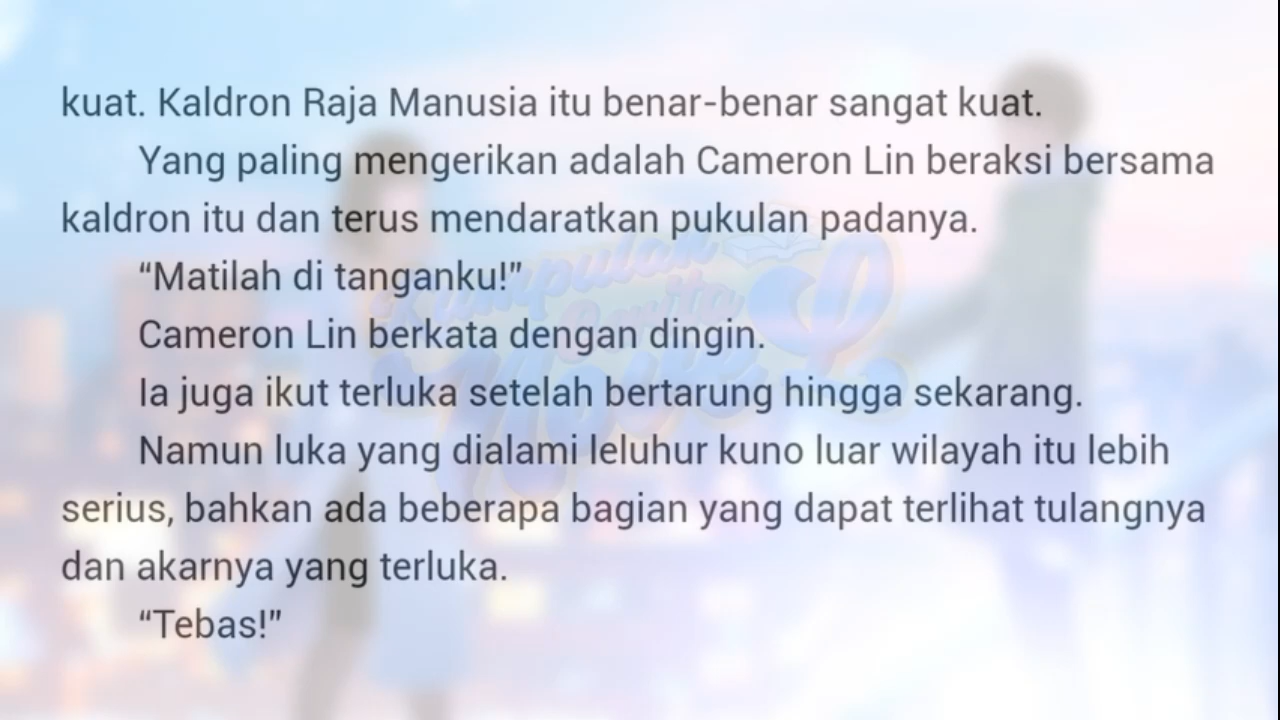 kuat. Kaldron Raja Manusia itu benar-benar sangat kuat.
Yang paling mengerikan adalah Cameron Lin beraksi bersama
kaldron itu dan terus mendaratkan pukulan padanya.
“Matilah di tanganku!”
Cameron Lin berkata dengan dingin.
Ia juga ikut terluka setelah bertarung hingga sekarang.
Namun luka yang dialami leluhur kuno luar wilayah itu lebih
serius, bahkan ada beberapa bagian yang dapat terlihat tulangnya
dan akarnya yang terluka.
“Tebas!”
Kumpulan
Cerita